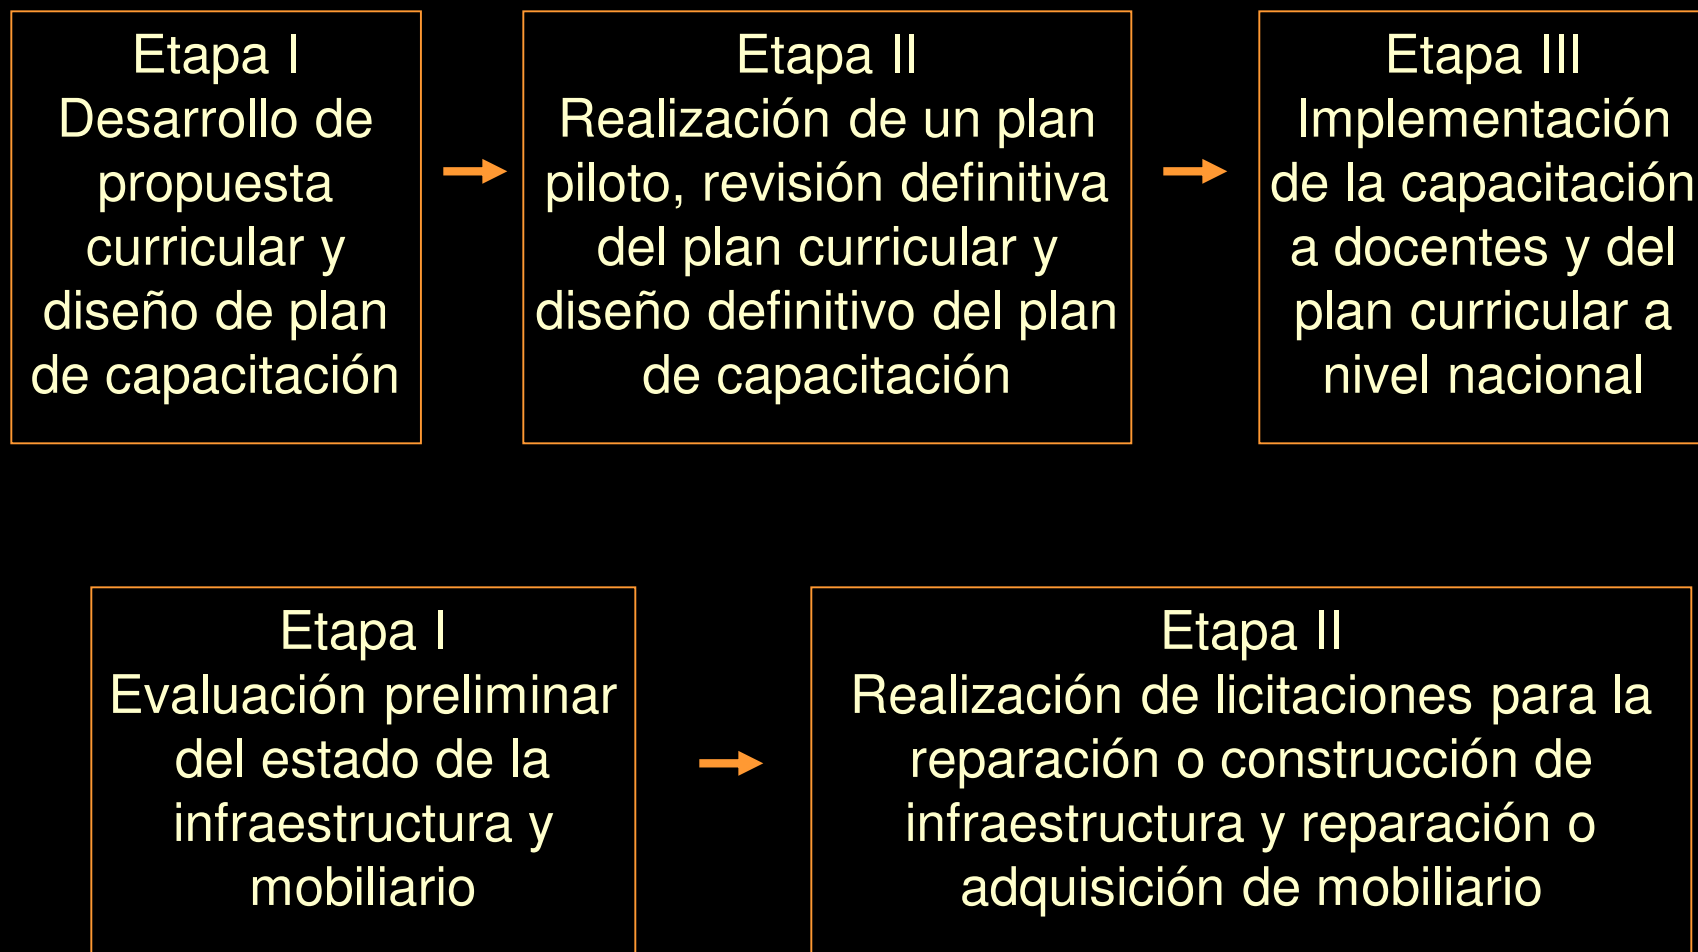 Etapa I
Desarrollo de
propuesta
curricular y
diseño de plan
de capacitación
Etapa II
Realización de un plan
piloto, revisión definitiva
del plan curricular y
diseño definitivo del plan
de capacitación
Etapa III
Implementación
de la capacitación
a docentes y del
plan curricular a
nivel nacional
Etapa I
Evaluación preliminar
del estado de la
infraestructura y
mobiliario
Etapa II
Realización de licitaciones para la
reparación o construcción de
infraestructura y reparación o
adquisición de mobiliario